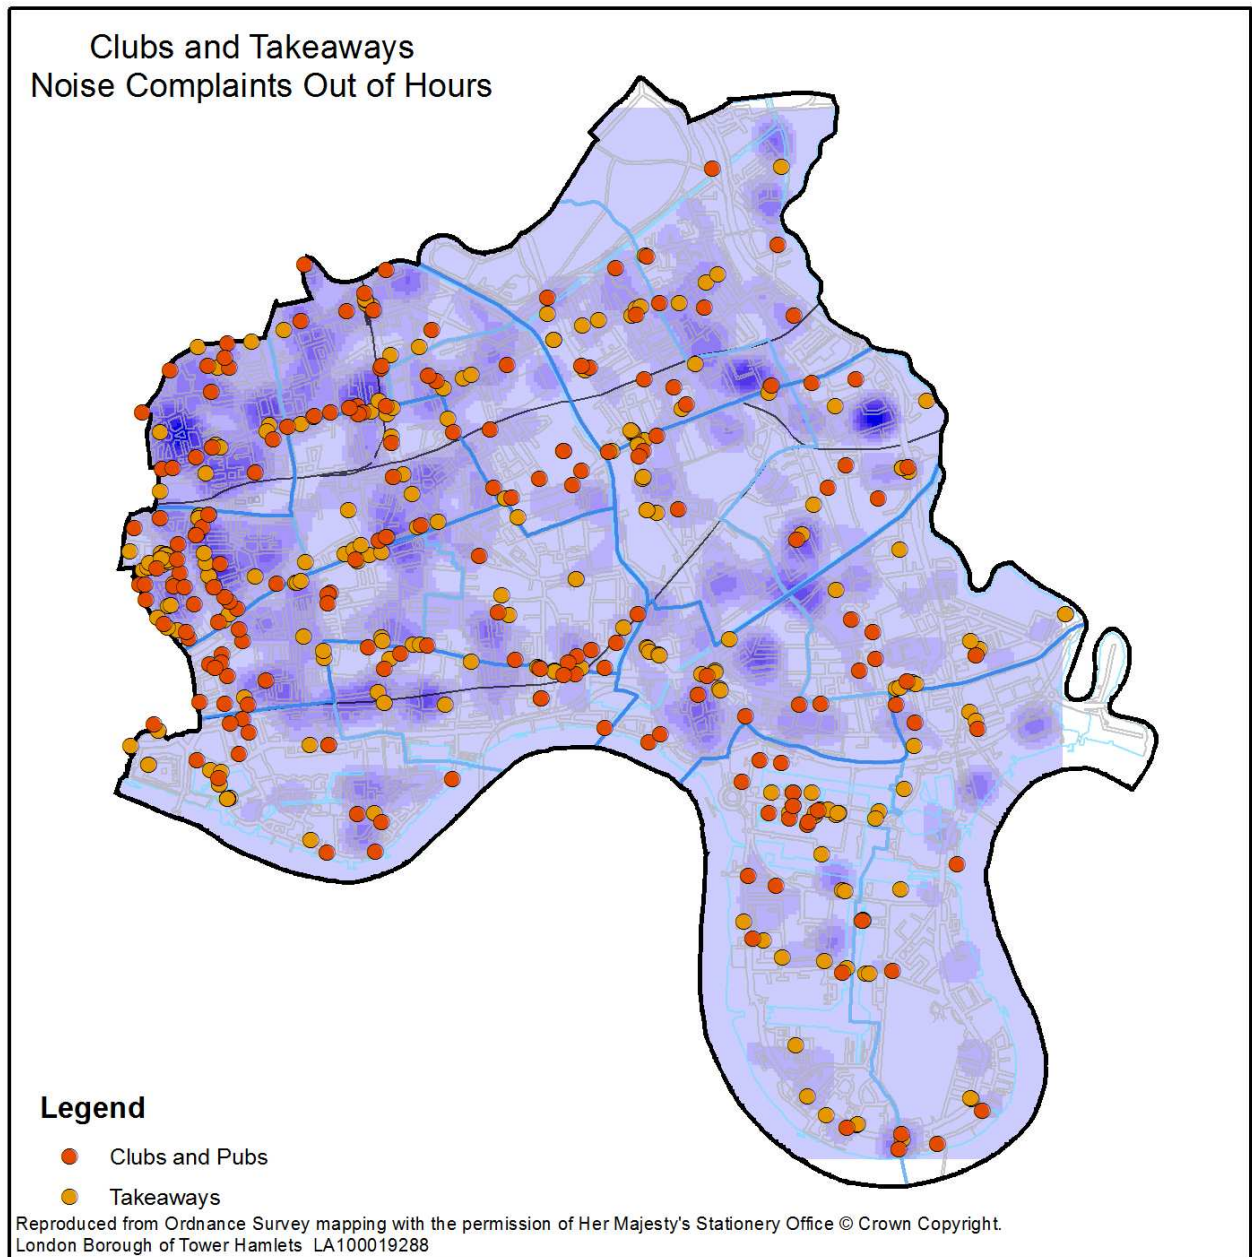 Clubs and Takeaways
Noise Complaints Out of Hours
Legend
Clubs and Pubs
Takeaways
Reproduced from Ordnance Survey mapping with the permission of Her Majesty's Stationery Office © Crown Copyright.
London Borough of Tower Hamlets LA100019288